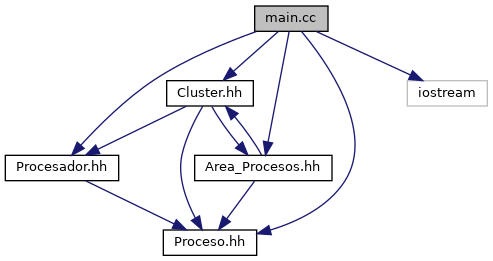 main.cc
Cluster.hh
iostream
Procesador.hh
Area_Procesos.hh
Proceso.hh